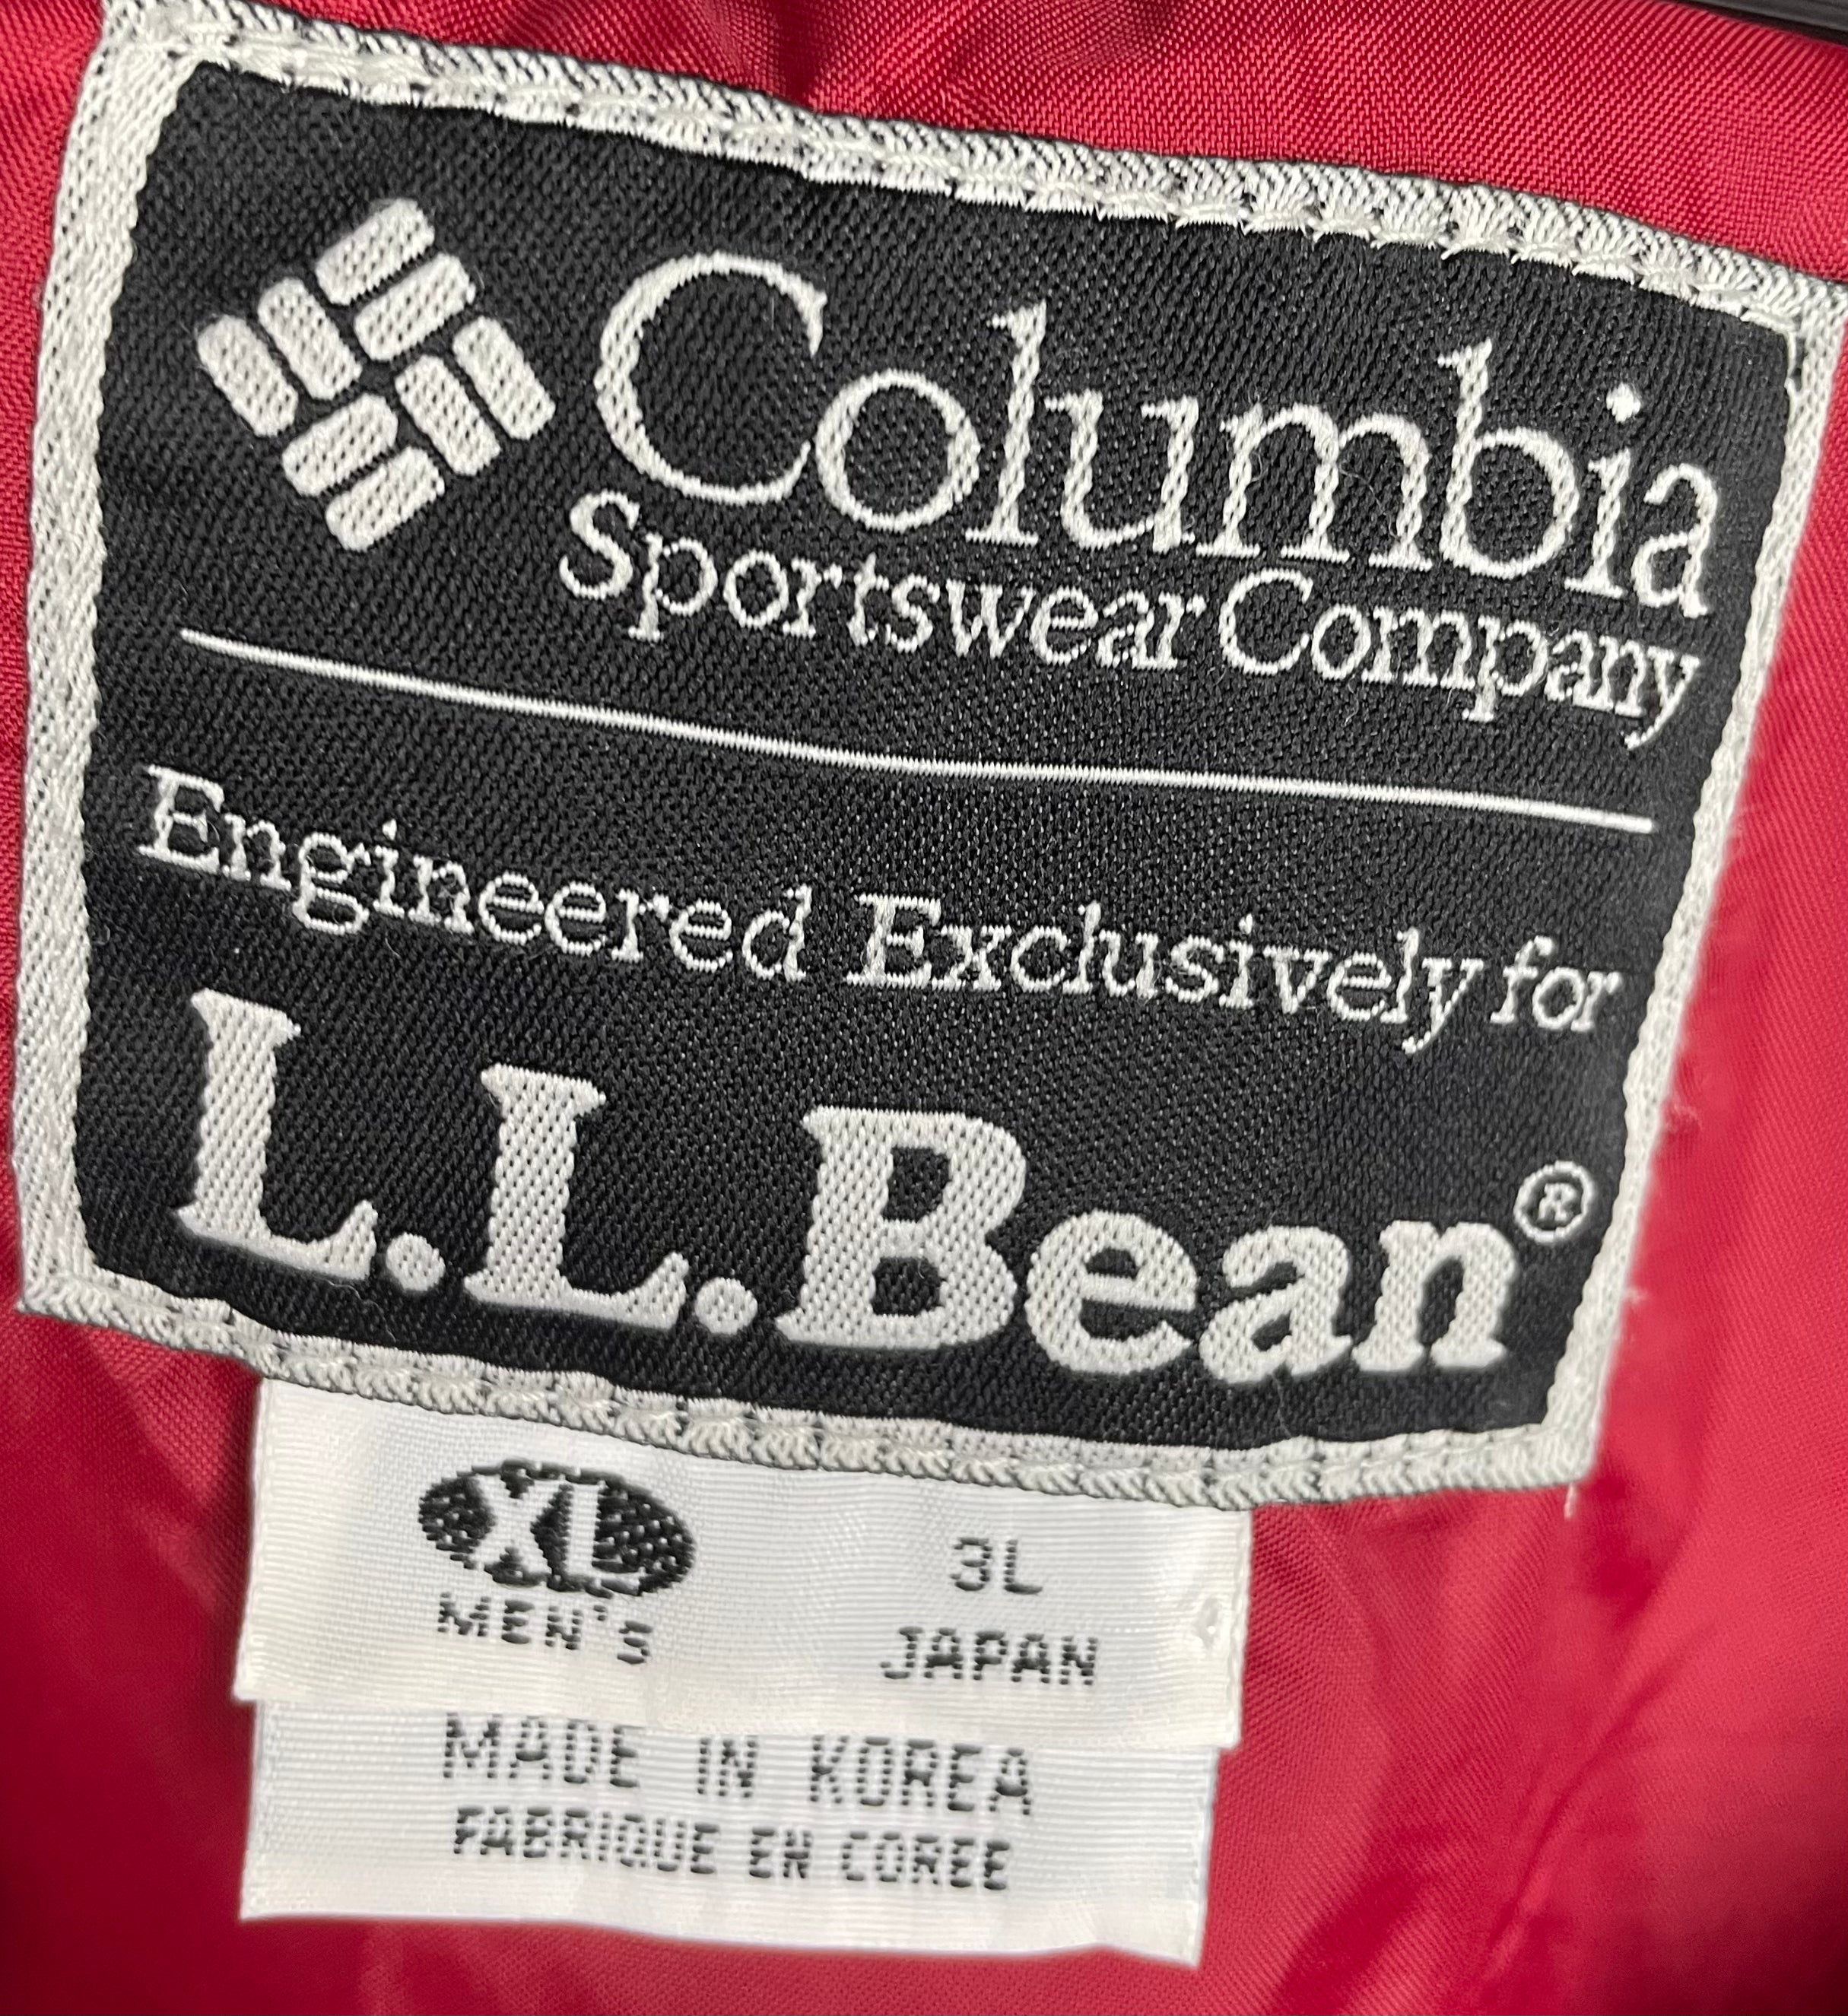 Columbia
Sportswear Company
Engineered Exclusively for
L.L.Bean®
XL 3L
MEN'S JAPAN
MADE IN KOREA
FABRIQUE EN COREE